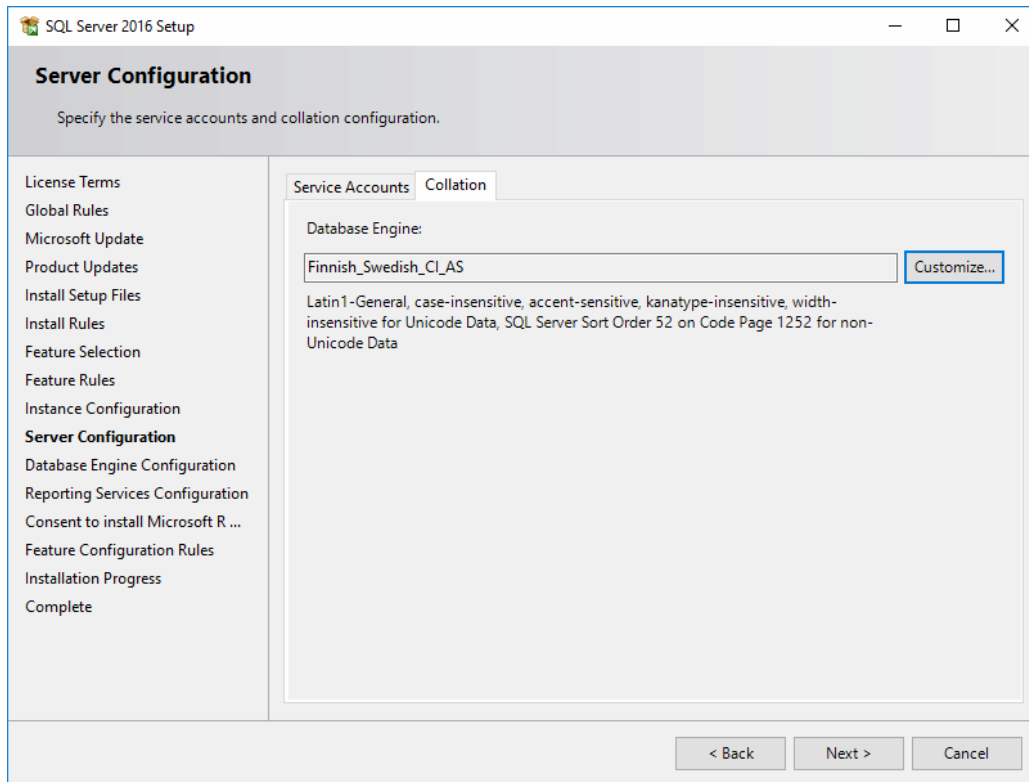 SQL Server 2016 Setup
Server Configuration
Specify the service accounts and collation configuration.
License Terms
Global Rules
Microsoft Update
Product Updates
Install Setup Files
Install Rules
Feature Selection
Feature Rules
Instance Configuration
Server Configuration
Database Engine Configuration
Reporting Services Configuration
Consent to install Microsoft R ...
Feature Configuration Rules
Installation Progress
Complete
Service Accounts Collation
Database Engine:
Finnish_Swedish_CI_AS Customize...
Latin1-General, case-insensitive, accent-sensitive, kanatype-insensitive, width-
insensitive for Unicode Data, SQL Server Sort Order 52 on Code Page 1252 for non-
Unicode Data
< Back Next > Cancel